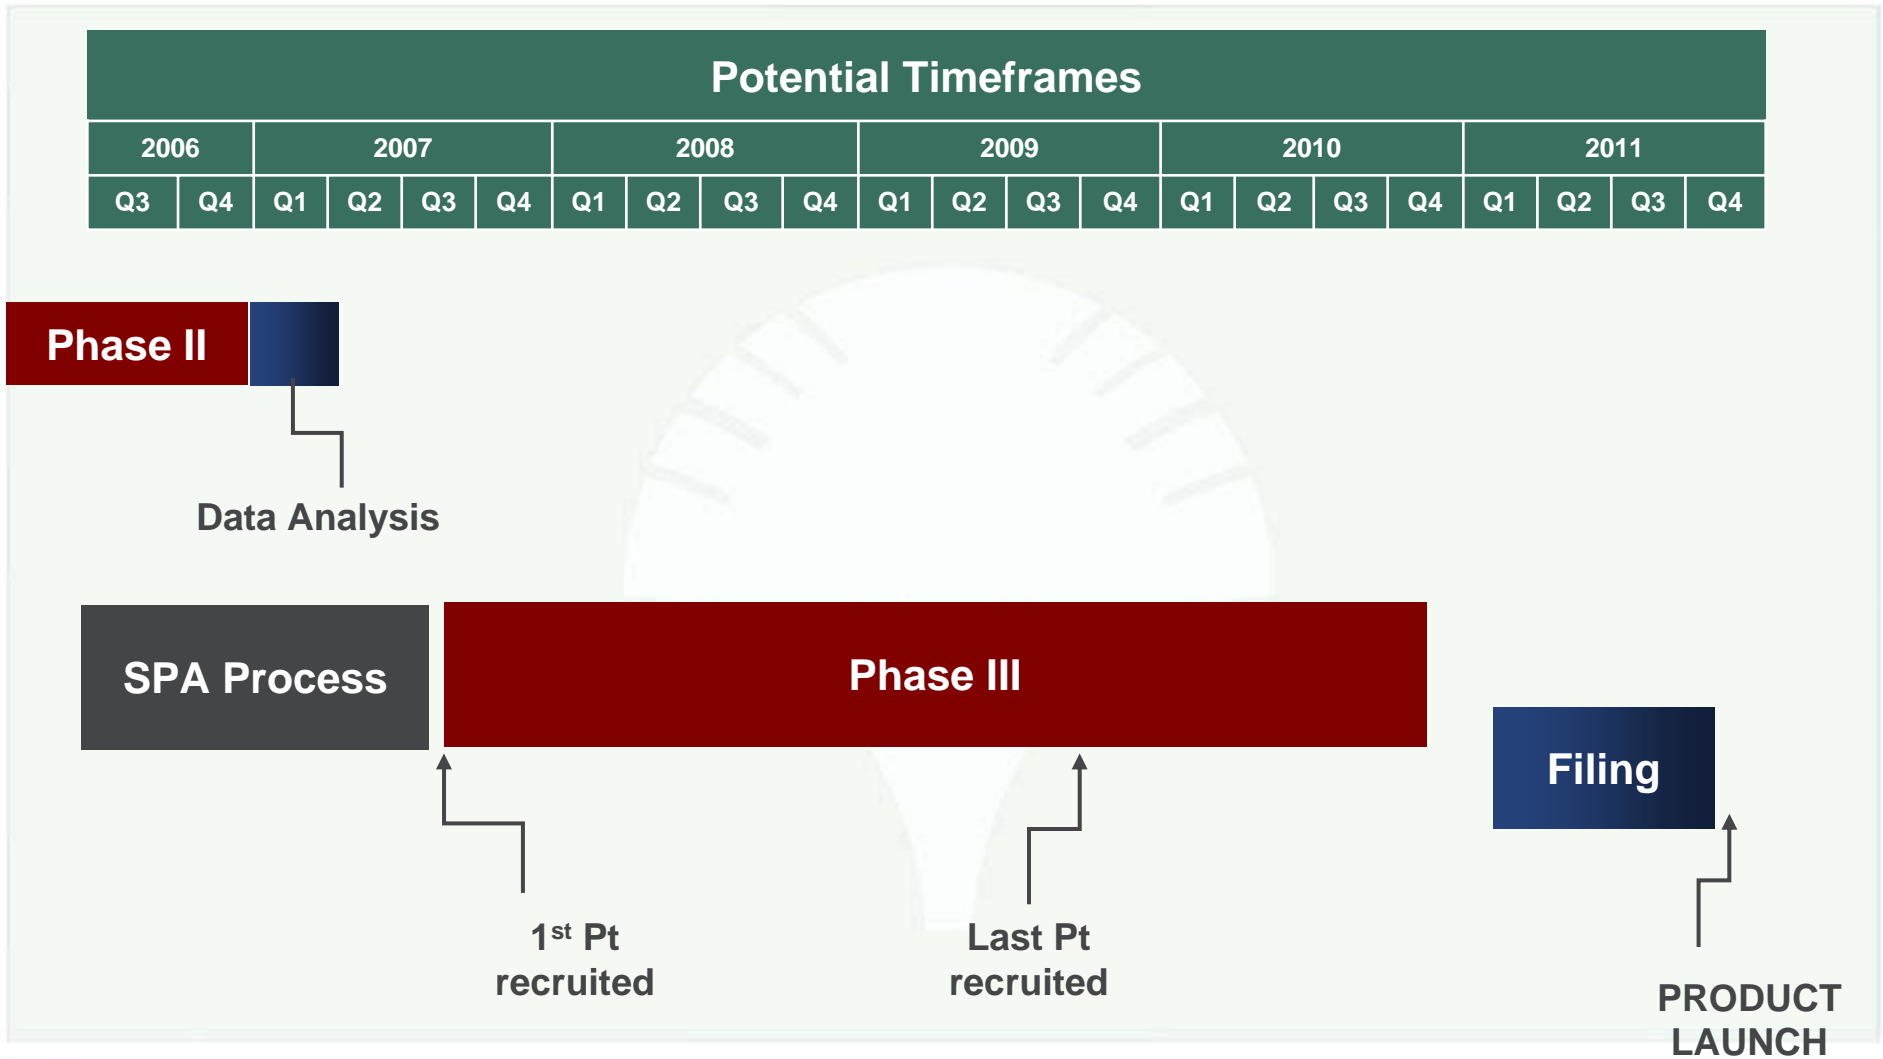 Potential Timeframes
2006 2007 2008 2009 2010 2011
Q3 Q4 Q1 Q2 Q3 Q4 Q1 Q2 Q3 Q4 Q1 Q2 Q3 Q4 Q1 Q2 Q3 Q4 Q1 Q2 Q3 Q4
Phase II
Data Analysis
SPA Process
Phase III
Filing
1st Pt
recruited
Last Pt
recruited
PRODUCT
LAUNCH